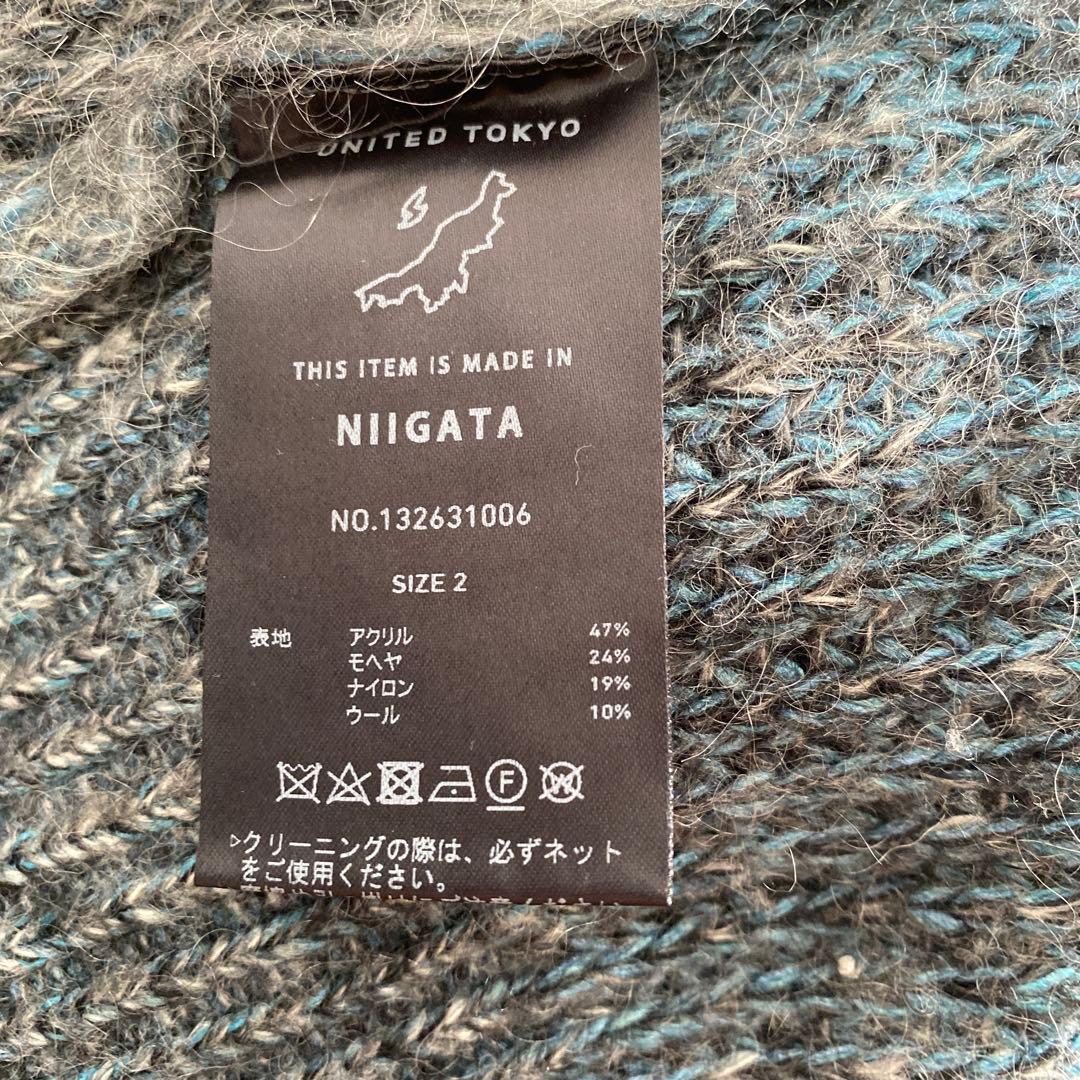 UNITED TOKYO
THIS ITEM IS MADE IN
NIIGATA
NO.132631006
SIZE 2
表地 アクリル 47%
モヘヤ 24%
ナイロン 19%
ウール 10%
F W
▷クリーニングの際は、必ずネット
をご使用ください。